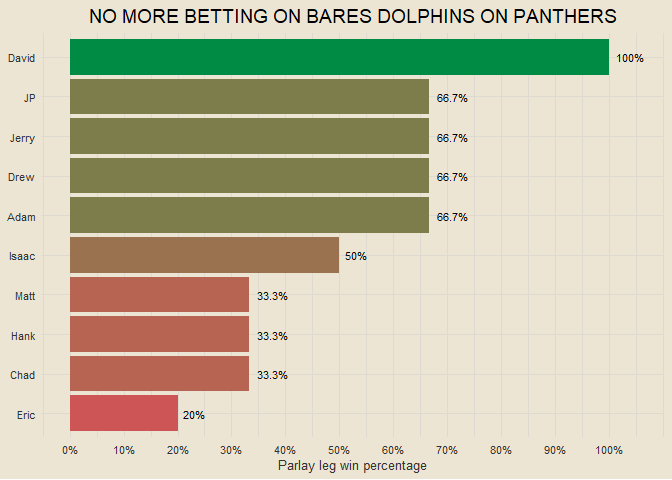 NO MORE BETTING ON BARES DOLPHINS ON PANTHERS
David 100%
JP 66.7%
Jerry 66.7%
Drew 66.7%
Adam 66.7%
Isaac 50%
Matt 33.3%
Hank 33.3%
Chad 33.3%
Eric 20%
0% 10% 20% 30% 40% 50% 60% 70% 80% 90% 100%
Parlay leg win percentage